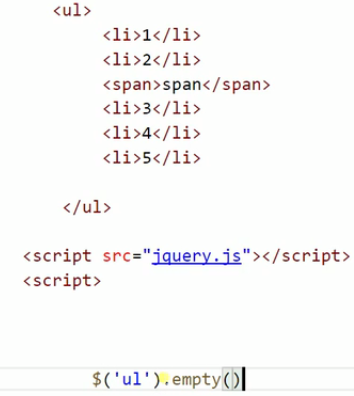 <ul>
<li>1</li>
<li>2</li>
<span>span</span>
<li>3</li>
<li>4</li>
<li>5</li>
</ul>
<script src="jquery.js"></script>
<script>
$('ul').empty()